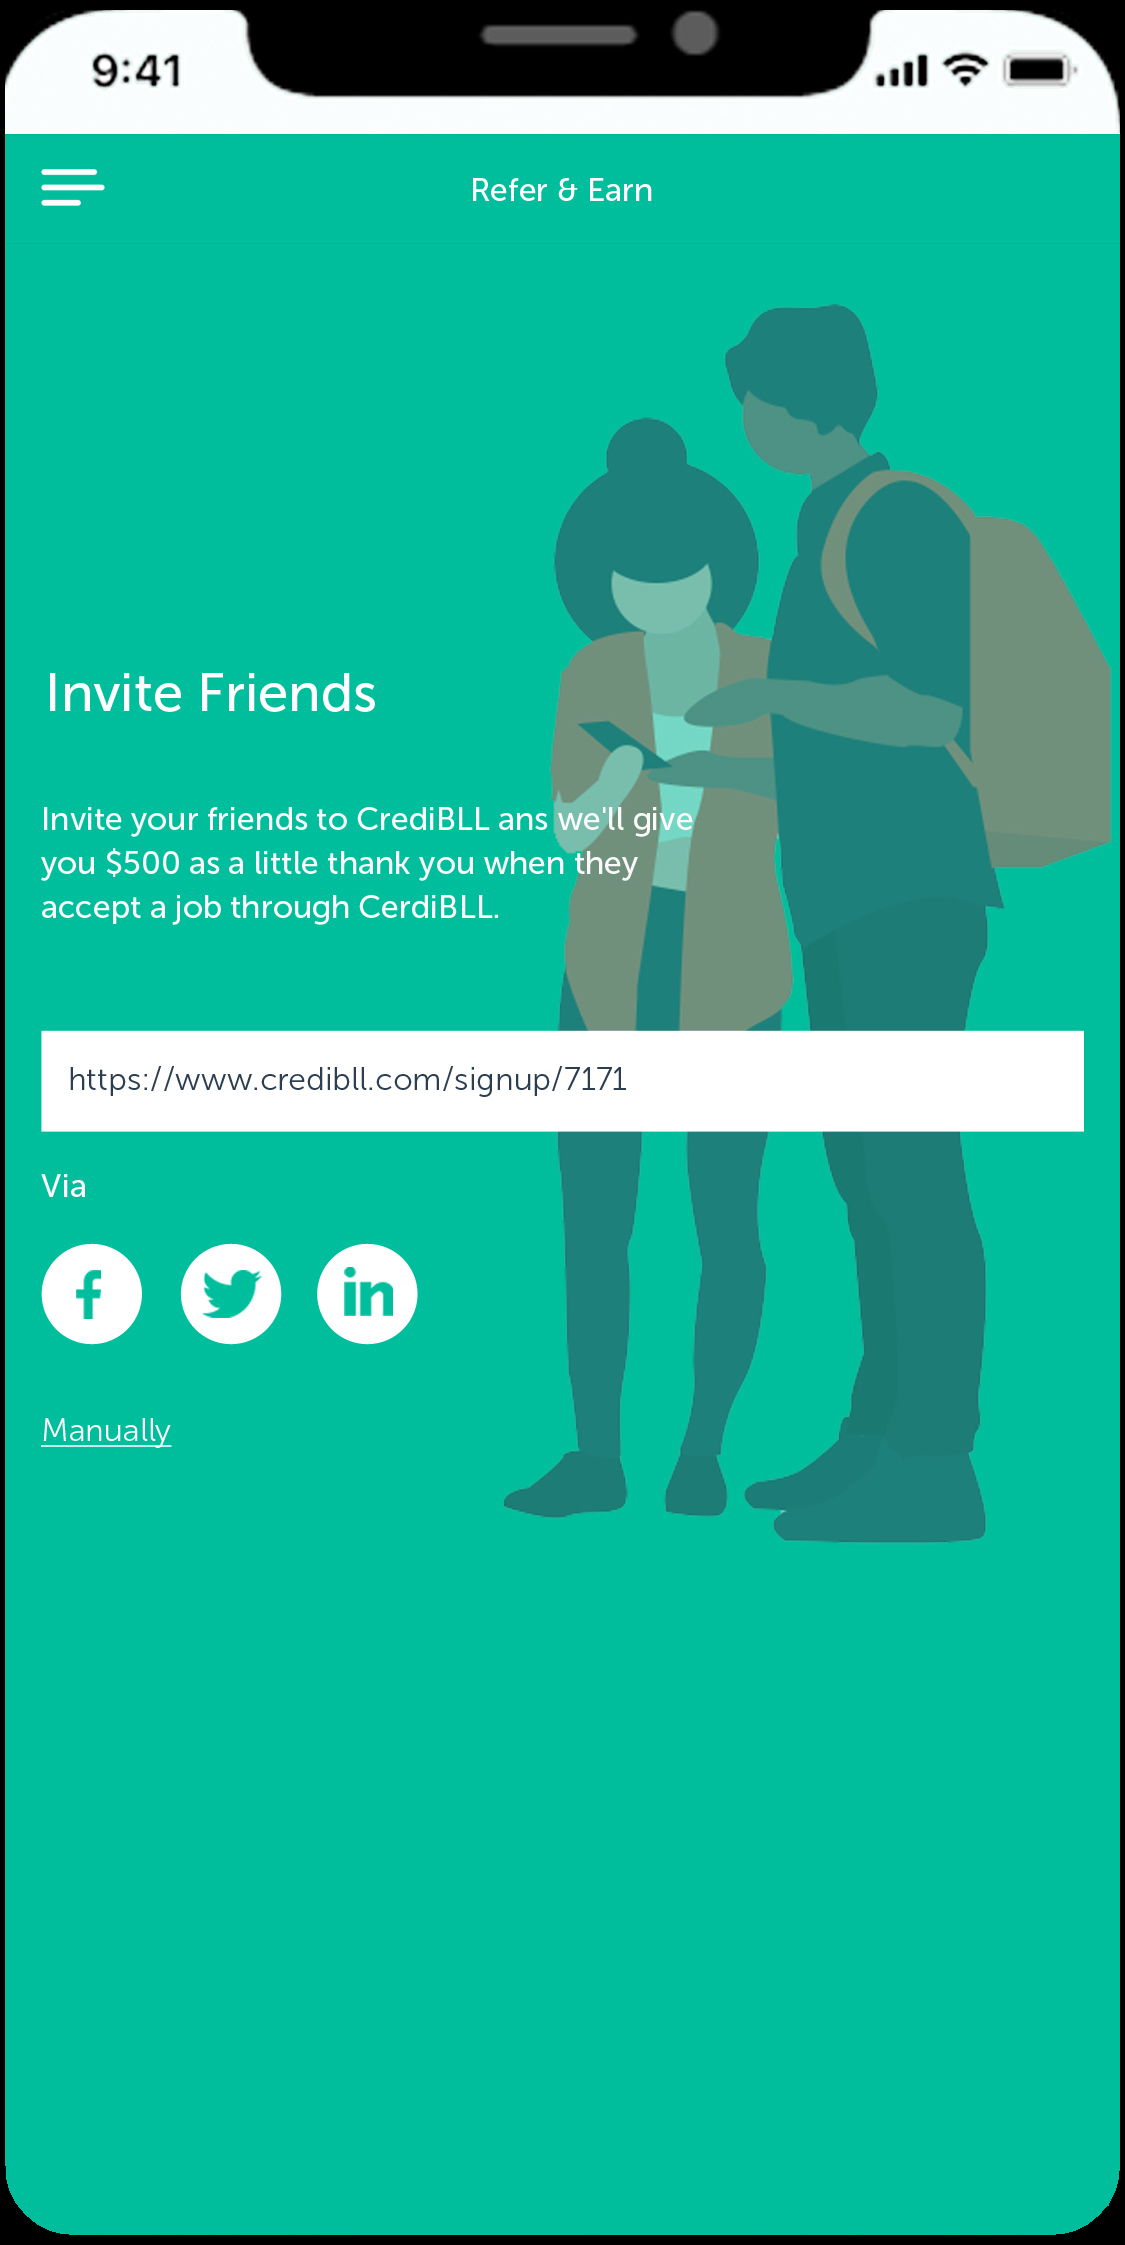 9:41
Refer & Earn
Invite Friends
Invite your friends to CrediBLL ans we'll give
you $500 as a little thank you when they
accept a job through CerdiBLL.
https://www.credibll.com/signup/7171
Via
f
in
Manually